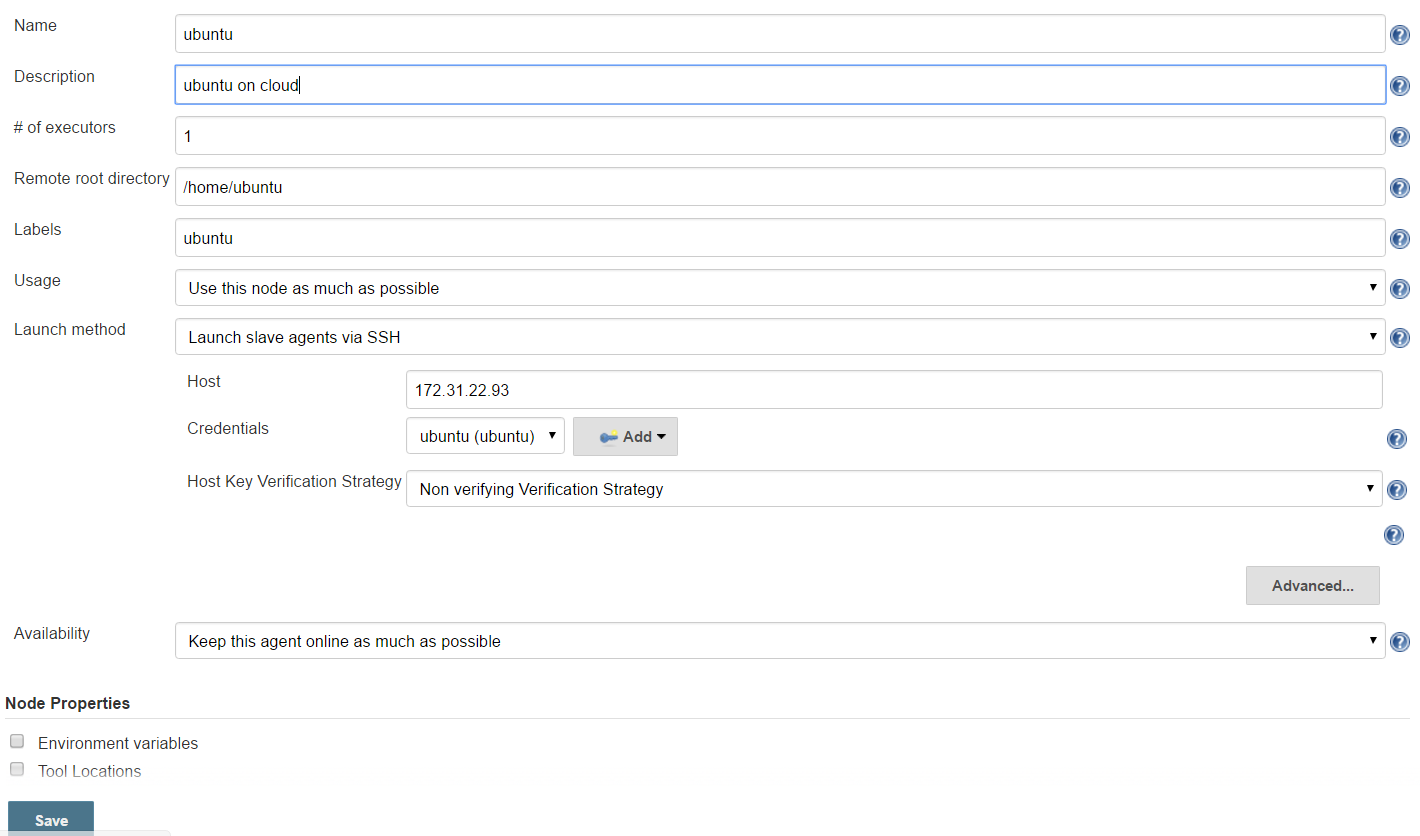 Name
ubuntu
Description
ubuntu on cloud
# of executors
1
Remote root directory
/home/ubuntu
Labels
ubuntu
Usage
Use this node as much as possible
Launch method
Launch slave agents via SSH
Host
172.31.22.93
Credentials
ubuntu (ubuntu)
Add
Host Key Verification Strategy
Non verifying Verification Strategy
Advanced...
Availability
Keep this agent online as much as possible
Node Properties
Environment variables
Tool Locations
Save